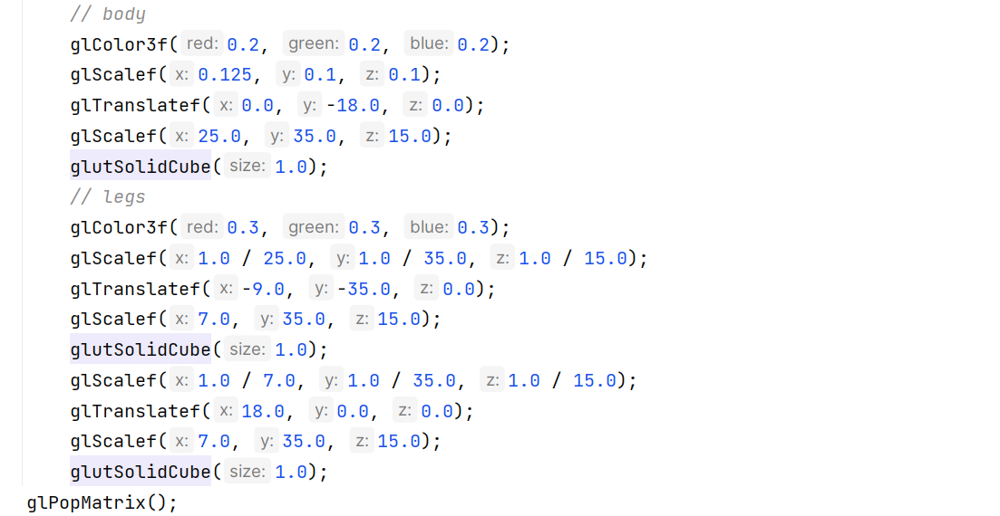 // body
glColor3f( red: 0.2, green: 0.2, blue: 0.2);
glScalef( x: 0.125, y: 0.1, z: 0.1);
glTranslatef( x: 0.0, y: -18.0, z: 0.0);
glScalef( x: 25.0, y: 35.0, z: 15.0);
glutSolidCube( size: 1.0);
// legs
glColor3f( red: 0.3, green: 0.3, blue: 0.3);
glScalef( x: 1.0 / 25.0, y: 1.0 / 35.0, z: 1.0 / 15.0);
glTranslatef( x: -9.0, y: -35.0, z: 0.0);
glScalef( x: 7.0, y: 35.0, z: 15.0);
glutSolidCube( size: 1.0);
glScalef( x: 1.0 / 7.0, y: 1.0 / 35.0, z: 1.0 / 15.0);
glTranslatef( x: 18.0, y: 0.0, z: 0.0);
glScalef( x: 7.0, y: 35.0, z: 15.0);
glutSolidCube( size: 1.0);
glPopMatrix();